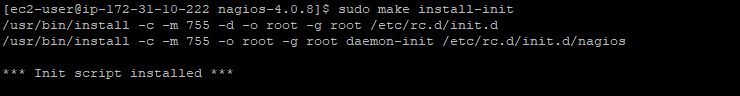 [ec2-user@ip-172-31-10-222 nagios-4.0.8]$ sudo make install-init
/usr/bin/install -c -m 755 -d -o root -g root /etc/rc.d/init.d
/usr/bin/install -c -m 755 -o root -g root daemon-init /etc/rc.d/init.d/nagios
*** Init script installed ***